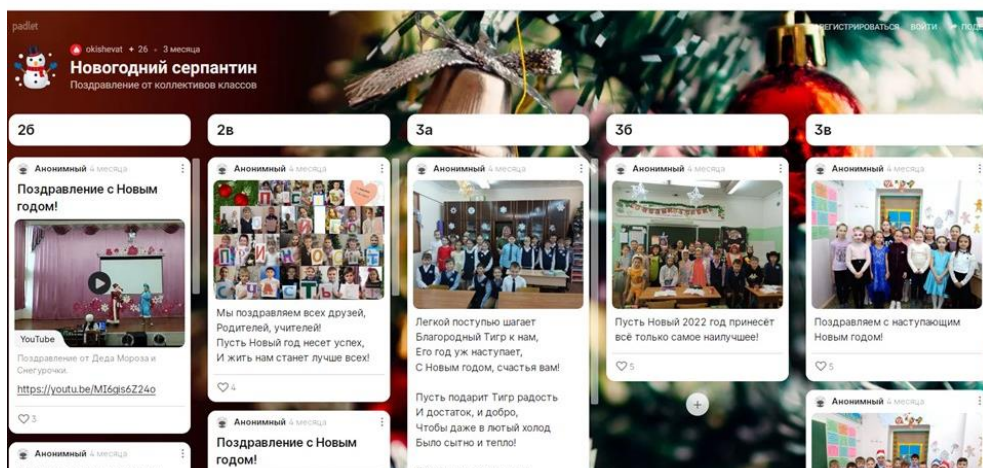 padlet
РЕГИСТРИРОВАТЬСЯ ВОЙТИ
okishevat + 26 • 3 месяца
Новогодний серпантин
Поздравление от коллективов классов
2б
Анонимный 4 месяца
Поздравление с Новым
годом!
YouTube
Поздравление от Деда Мороза и
Снегурочки.
https://youtu.be/MI6gis6Z24o
3
Анонимный 4 месяца
2в
Анонимный 4 месяца
ПРИНОСИТ
СЧАСТЬЕ
Мы поздравляем всех друзей,
Родителей, учителей!
Пусть Новый год несет успех,
И жить нам станет лучше всех!
4
Анонимный 4 месяца
Поздравление с Новым
годом!
3а
Анонимный 4 месяца
Легкой поступью шагает
Благородный Тигр к нам,
Его год уж наступает,
С Новым годом, счастья вам!
Пусть подарит Тигр радость
И достаток, и добро,
Чтобы даже в лютый холод
Было сытно и тепло!
3б
Анонимный 4 месяца
Пусть Новый 2022 год принесёт
всё только самое наилучшее!
5
3в
Анонимный 4 месяца
Поздравляем с наступающим
Новым годом!
5
Анонимный 4 месяца